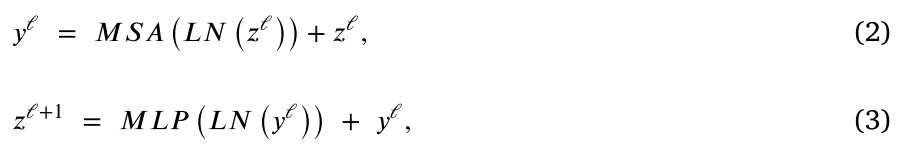 y^ℓ = MSA(LN(z^ℓ)) + z^ℓ, (2)
z^{ℓ+1} = MLP(LN(y^ℓ)) + y^ℓ, (3)